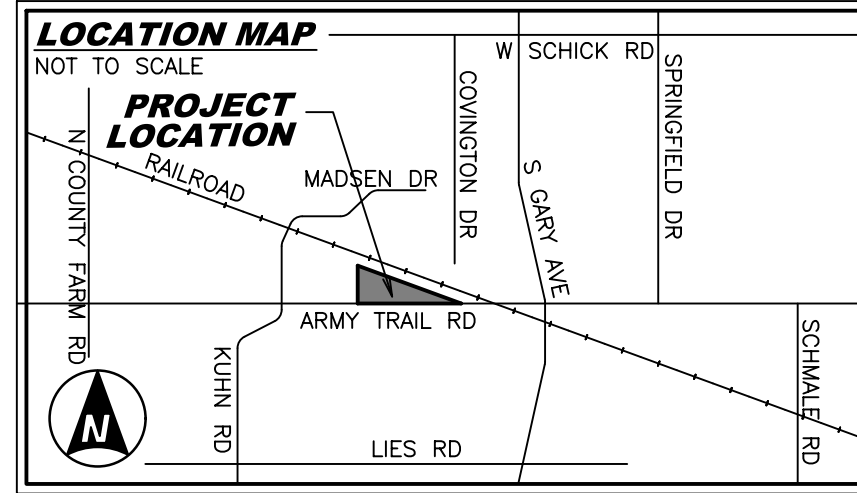 LOCATION MAP
NOT TO SCALE
W SCHICK RD
PROJECT
LOCATION
COVINGTON DR
SPRINGFIELD DR
N COUNTY FARM RD
RAILROAD
MADSEN DR
S GARY AVE
ARMY TRAIL RD
KUHN RD
SCHMALE RD
N
LIES RD